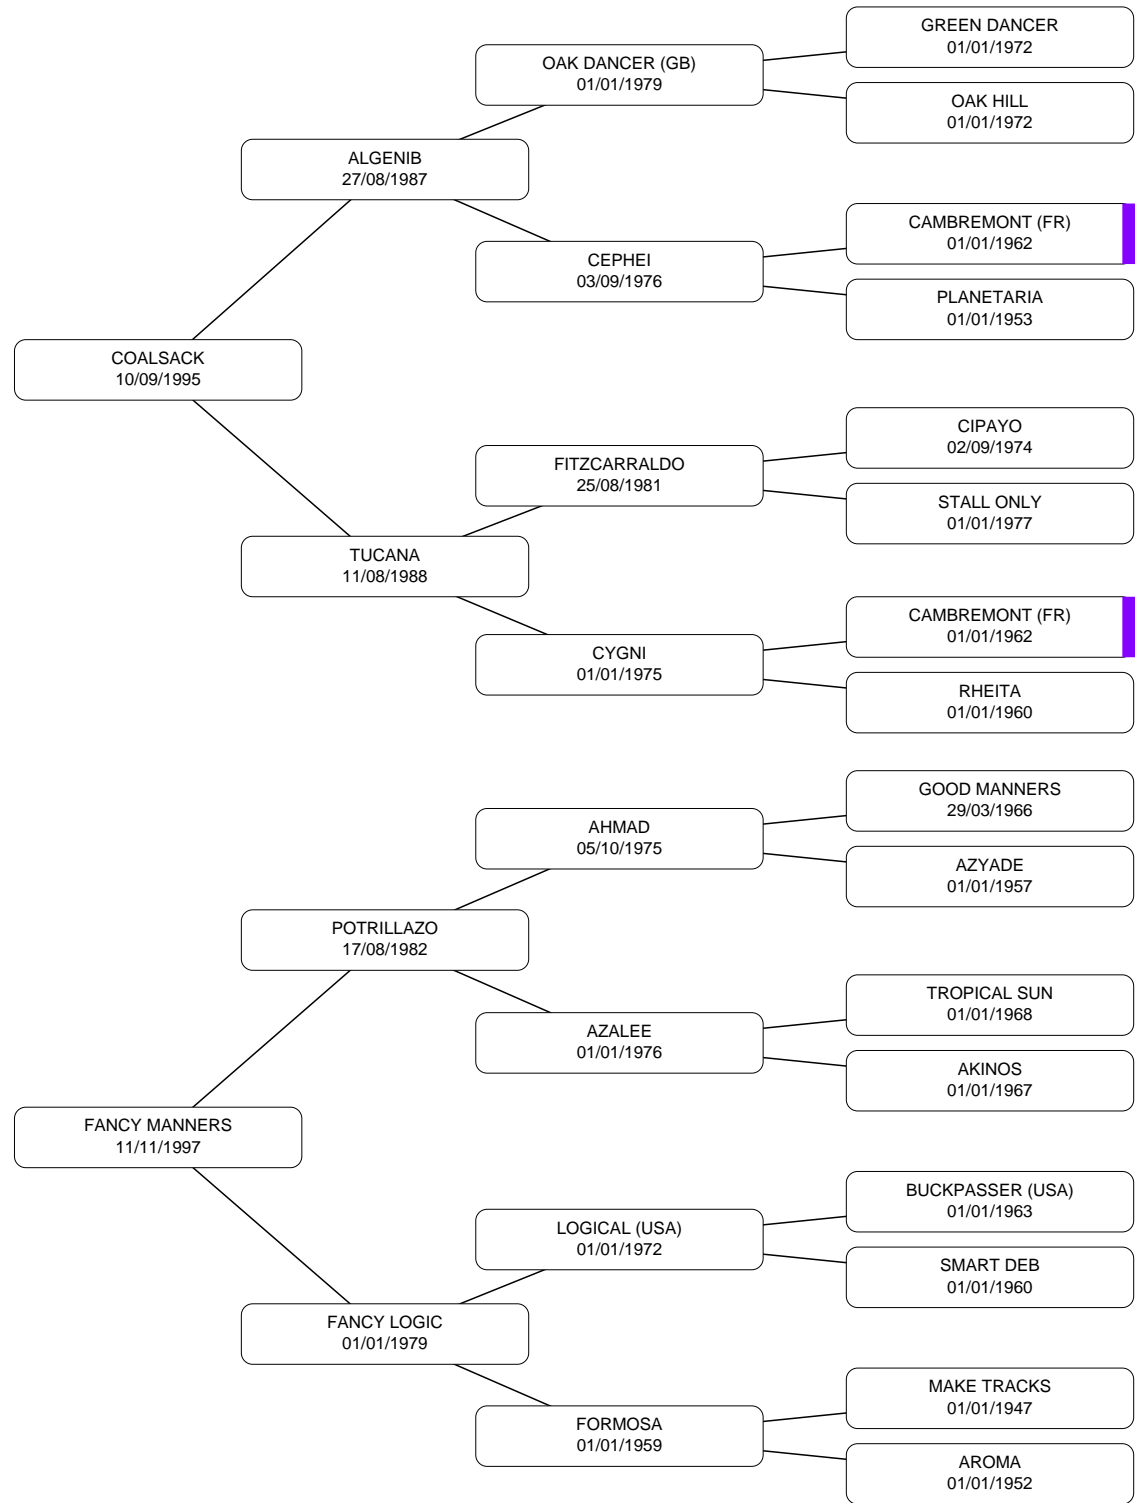 GREEN DANCER
01/01/1972
OAK DANCER (GB)
01/01/1979
OAK HILL
01/01/1972
ALGENIB
27/08/1987
CAMBREMONT (FR)
01/01/1962
CEPHEI
03/09/1976
PLANETARIA
01/01/1953
COALSACK
10/09/1995
CIPAYO
02/09/1974
FITZCARRALDO
25/08/1981
STALL ONLY
01/01/1977
TUCANA
11/08/1988
CAMBREMONT (FR)
01/01/1962
CYGNI
01/01/1975
RHEITA
01/01/1960
GOOD MANNERS
29/03/1966
AHMAD
05/10/1975
AZYADE
01/01/1957
POTRILLAZO
17/08/1982
TROPICAL SUN
01/01/1968
AZALEE
01/01/1976
AKINOS
01/01/1967
FANCY MANNERS
11/11/1997
BUCKPASSER (USA)
01/01/1963
LOGICAL (USA)
01/01/1972
SMART DEB
01/01/1960
FANCY LOGIC
01/01/1979
MAKE TRACKS
01/01/1947
FORMOSA
01/01/1959
AROMA
01/01/1952